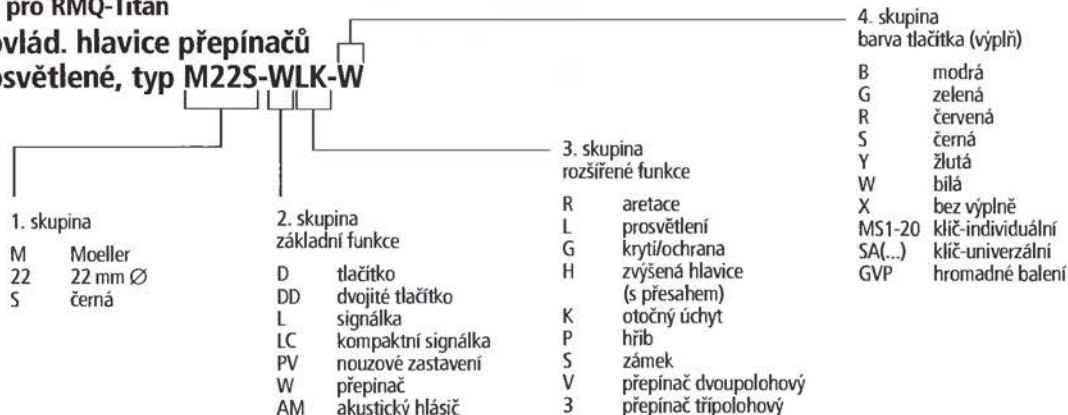 pro RMQ-Titan
ovlád. hlavice přepínačů
osvětlené, typ M22S-WLK-W
1. skupina
M Moeller
22 22 mm Ø
S černá
2. skupina
základní funkce
D tlačítko
DD dvojité tlačítko
L signálka
LC kompaktní signálka
PV nouzové zastavení
W přepínač
AM akustický hlásič
3. skupina
rozšířené funkce
R aretace
L prosvětlení
G krytí/ochrana
H zvýšená hlavice
(s přesahem)
K otočný úchyt
P hřib
S zámek
V přepínač dvoupolohový
3 přepínač třípolohový
4. skupina
barva tlačítka (výplň)
B modrá
G zelená
R červená
S černá
Y žlutá
W bílá
X bez výplně
MS1-20 klíč-individuální
SA(...) klíč-univerzální
GVP hromadné balení